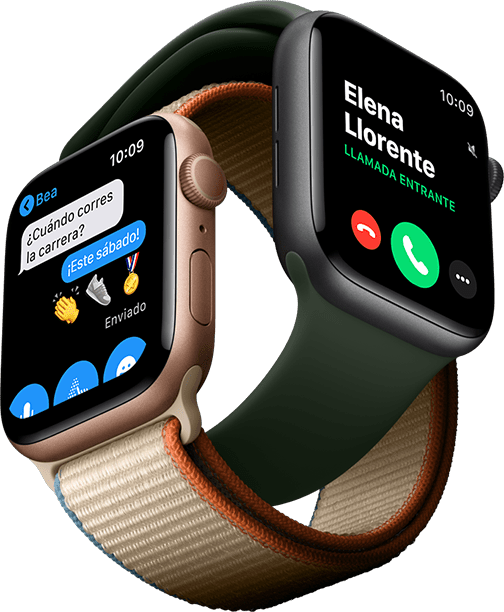 10:09
Bea
¿Cuándo corres
la carrera?
¡Este sábado!
Enviado
10:09
Elena
Llorente
LLAMADA ENTRANTE